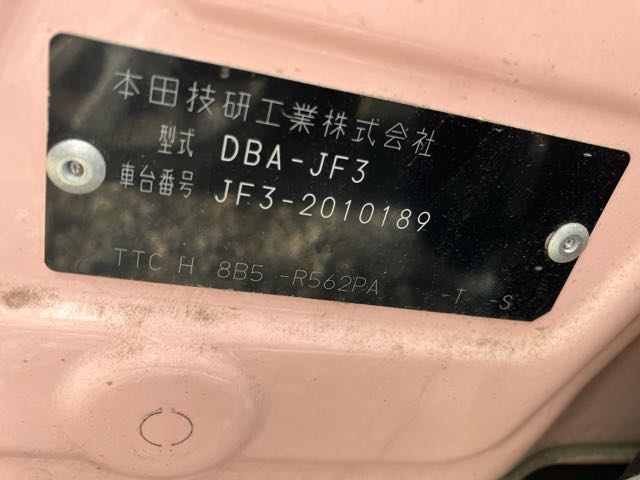 本田技研工業株式会社
型式 DBA-JF3
車台番号 JF3-2010189
TTC H 8B5 -R562PA -T -S